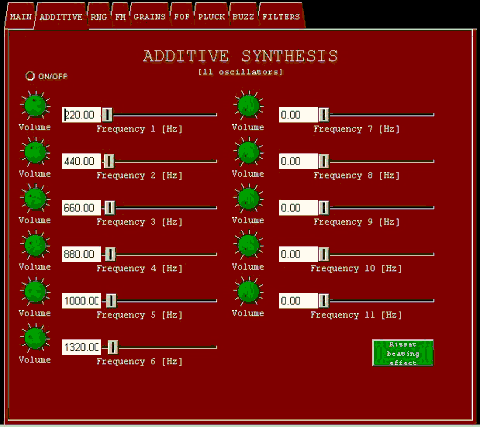 MAIN ADDITIVE RNG FM GRAINS FOF PLUCK BUZZ FILTERS
ADDITIVE SYNTHESIS
[11 oscillators]
ON/OFF
220.00
Volume Frequency 1 [Hz]
440.00
Volume Frequency 2 [Hz]
660.00
Volume Frequency 3 [Hz]
880.00
Volume Frequency 4 [Hz]
1000.00
Volume Frequency 5 [Hz]
1320.00
Volume Frequency 6 [Hz]
0.00
Volume Frequency 7 [Hz]
0.00
Volume Frequency 8 [Hz]
0.00
Volume Frequency 9 [Hz]
0.00
Volume Frequency 10 [Hz]
0.00
Volume Frequency 11 [Hz]
Risset
beating
effect